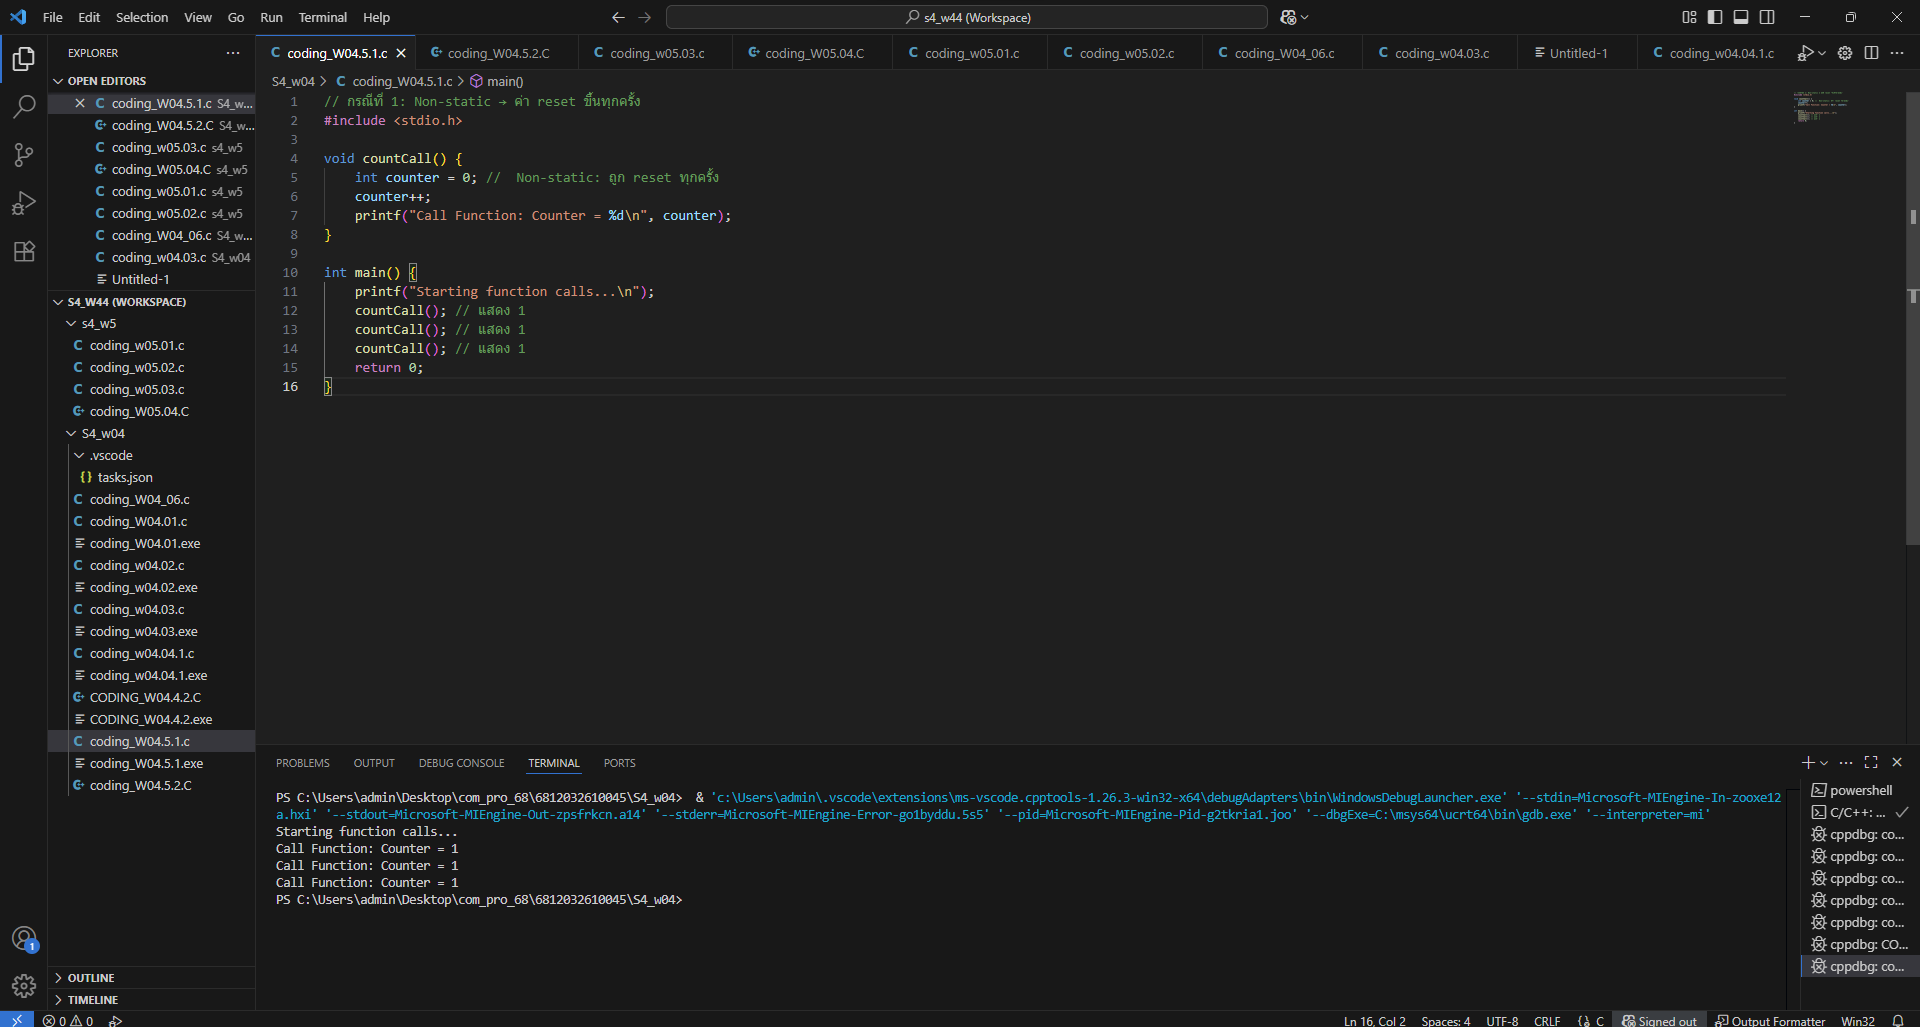 File Edit Selection View Go Run Terminal Help
s4_w44 (Workspace)
EXPLORER
OPEN EDITORS
coding_W04.5.1.c S4_w...
coding_W04.5.2.C S4_w...
coding_w05.03.c s4_w5
coding_W05.04.C s4_w5
coding_w05.01.c s4_w5
coding_w05.02.c s4_w5
coding_W04_06.c S4_w...
coding_w04.03.c S4_w04
Untitled-1
S4_W44 (WORKSPACE)
s4_w5
coding_w05.01.c
coding_w05.02.c
coding_w05.03.c
coding_W05.04.C
S4_w04
.vscode
tasks.json
coding_W04_06.c
coding_W04.01.c
coding_W04.01.exe
coding_w04.02.c
coding_w04.02.exe
coding_w04.03.c
coding_w04.03.exe
coding_w04.04.1.c
coding_w04.04.1.exe
CODING_W04.4.2.C
CODING_W04.4.2.exe
coding_W04.5.1.c
coding_W04.5.1.exe
coding_W04.5.2.C
OUTLINE
TIMELINE
coding_W04.5.1.c coding_W04.5.2.C coding_w05.03.c coding_W05.04.C coding_w05.01.c coding_w05.02.c coding_W04_06.c coding_w04.03.c Untitled-1 coding_w04.04.1.c
S4_w04 > coding_W04.5.1.c > main()
1 // กรณีที่ 1: Non-static → ค่า reset ขึ้นทุกครั้ง
2 #include <stdio.h>
3
4 void countCall() {
5 int counter = 0; // Non-static: ถูก reset ทุกครั้ง
6 counter++;
7 printf("Call Function: Counter = %d\n", counter);
8 }
9
10 int main() {
11 printf("Starting function calls...\n");
12 countCall(); // แสดง 1
13 countCall(); // แสดง 1
14 countCall(); // แสดง 1
15 return 0;
16 }
PROBLEMS OUTPUT DEBUG CONSOLE TERMINAL PORTS
PS C:\Users\admin\Desktop\com_pro_68\6812032610045\S4_w04> & 'c:\Users\admin\.vscode\extensions\ms-vscode.cpptools-1.26.3-win32-x64\debugAdapters\bin\WindowsDebugLauncher.exe' '--stdin=Microsoft-MIEngine-In-zooxe12
a.hxi' '--stdout=Microsoft-MIEngine-Out-zpsfrkcn.a14' '--stderr=Microsoft-MIEngine-Error-go1byddu.5s5' '--pid=Microsoft-MIEngine-Pid-g2tkria1.joo' '--dbgExe=C:\msys64\ucrt64\bin\gdb.exe' '--interpreter=mi'
Starting function calls...
Call Function: Counter = 1
Call Function: Counter = 1
Call Function: Counter = 1
PS C:\Users\admin\Desktop\com_pro_68\6812032610045\S4_w04>
powershell
C/C++: ...
cppdbg: co...
cppdbg: co...
cppdbg: co...
cppdbg: co...
cppdbg: co...
cppdbg: CO...
cppdbg: co...
1
0 0
Ln 16, Col 2 Spaces: 4 UTF-8 CRLF {} C Signed out Output Formatter Win32